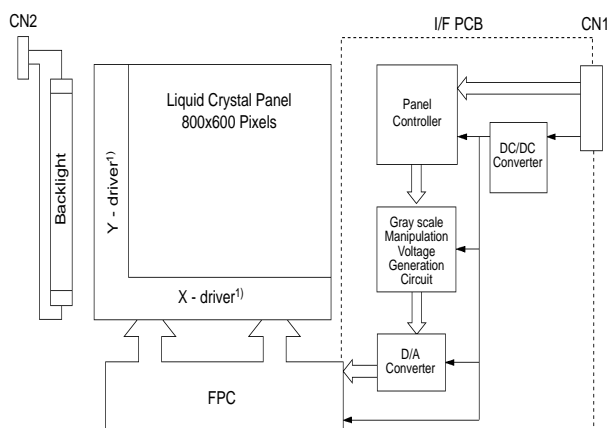 CN2
I/F PCB
CN1
Liquid Crystal Panel
800x600 Pixels
Panel
Controller
DC/DC
Converter
Backlight
Y - driver1)
Gray scale
Manipulation
Voltage
Generation
Circuit
X - driver1)
D/A
Converter
FPC